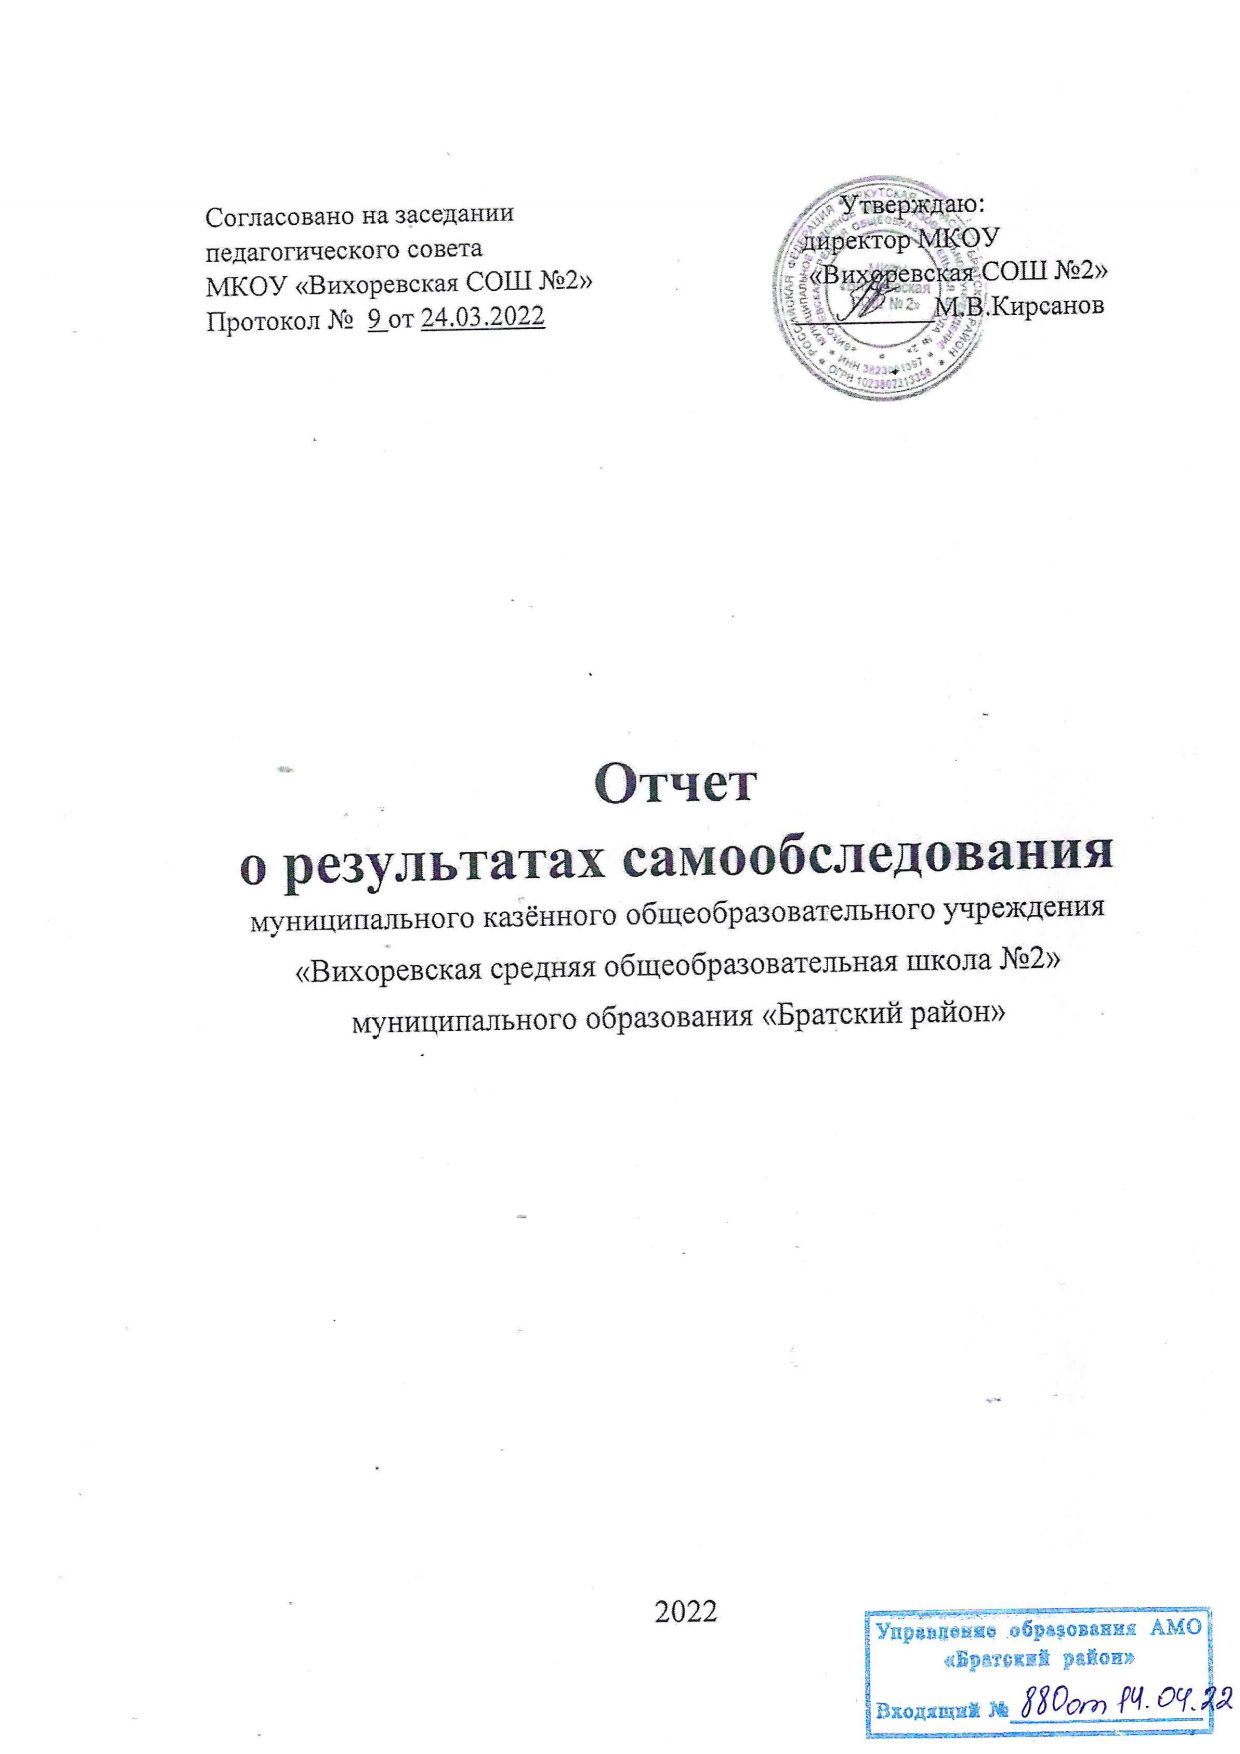 Согласовано на заседании
педагогического совета
МКОУ «Вихоревская СОШ №2»
Протокол № 9 от 24.03.2022
Утверждаю:
директор МКОУ
«Вихоревская СОШ №2»
М.В.Кирсанов
Отчет
о результатах самообследования
муниципального казённого общеобразовательного учреждения
«Вихоревская средняя общеобразовательная школа №2»
муниципального образования «Братский район»
2022
Управление образования АМО
«Братский район»
Входящий № 880 от 14.04.22